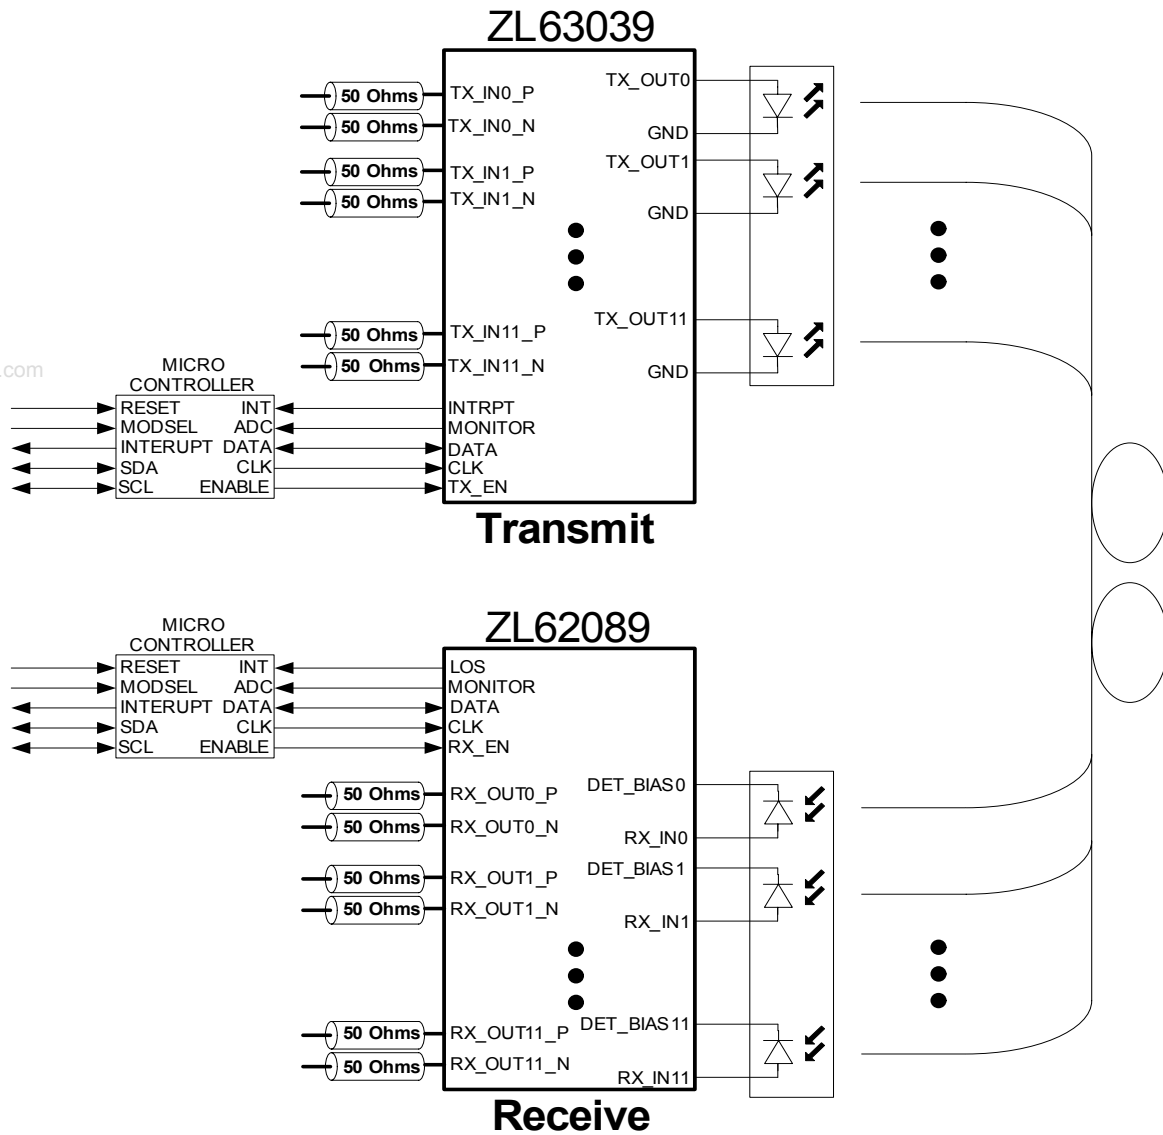 ZL63039
50 Ohms TX_IN0_P TX_OUT0
50 Ohms TX_IN0_N GND
50 Ohms TX_IN1_P TX_OUT1
50 Ohms TX_IN1_N GND
50 Ohms TX_IN11_P TX_OUT11
50 Ohms TX_IN11_N GND
.com
MICRO
CONTROLLER
RESET INT INTRPT
MODSEL ADC MONITOR
INTERUPT DATA DATA
SDA CLK CLK
SCL ENABLE TX_EN
Transmit
ZL62089
MICRO
CONTROLLER
RESET INT LOS
MODSEL ADC MONITOR
INTERUPT DATA DATA
SDA CLK CLK
SCL ENABLE RX_EN
50 Ohms RX_OUT0_P DET_BIAS0
50 Ohms RX_OUT0_N RX_IN0
50 Ohms RX_OUT1_P DET_BIAS1
50 Ohms RX_OUT1_N RX_IN1
50 Ohms RX_OUT11_P DET_BIAS11
50 Ohms RX_OUT11_N RX_IN11
Receive